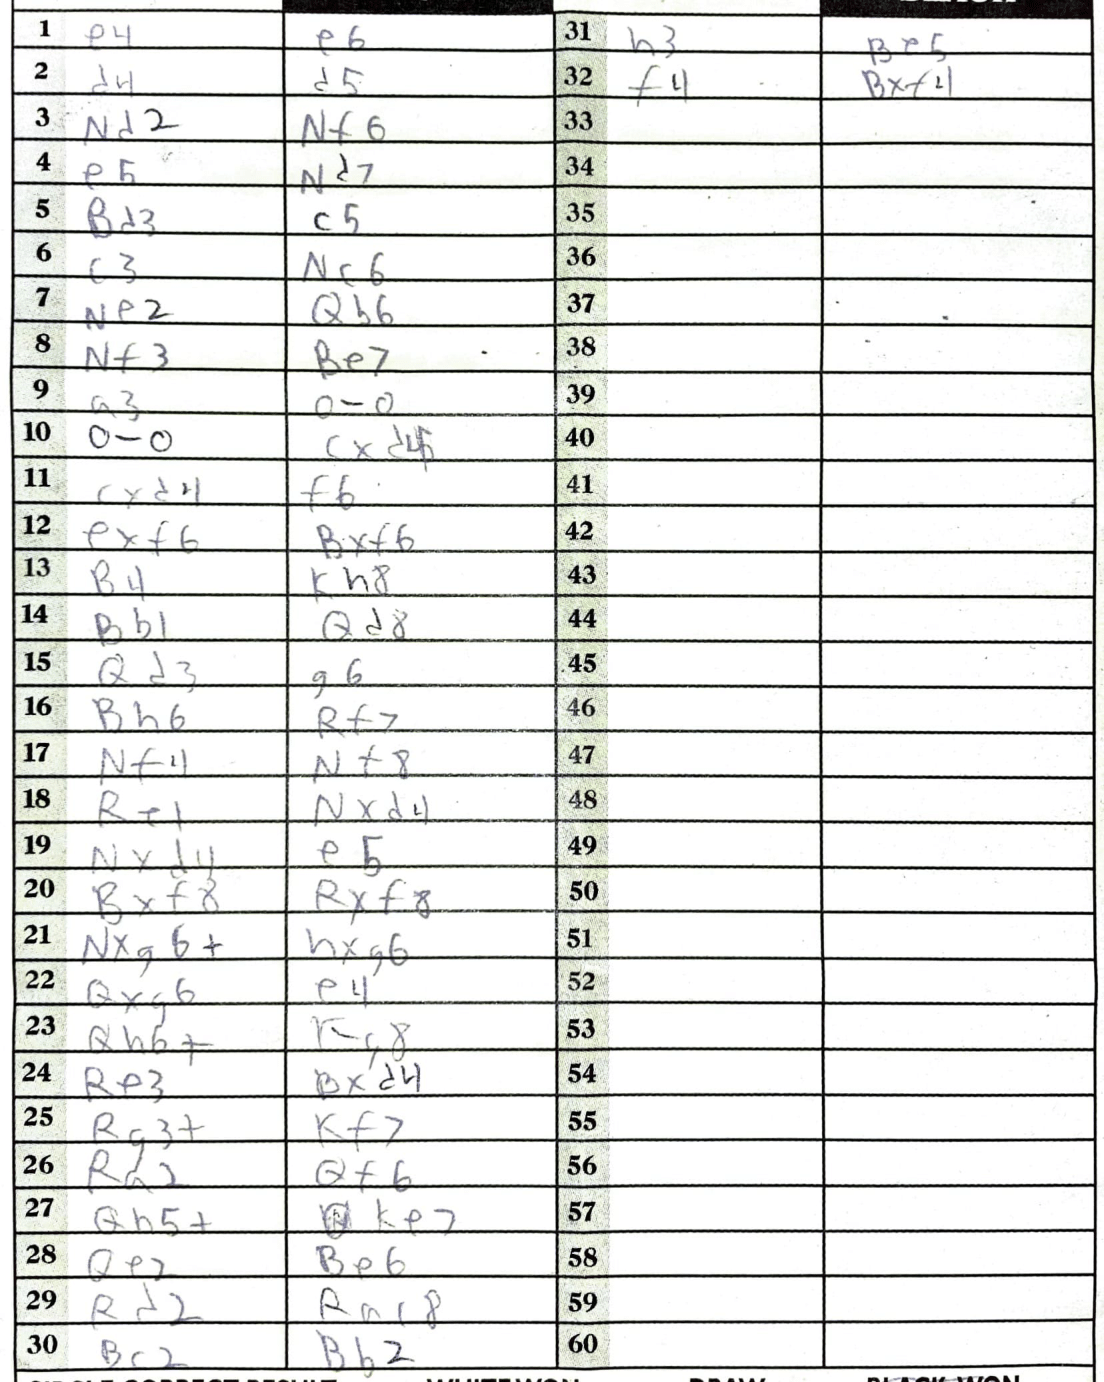 BLACK
1 e4 e6
2 d4 d5
3 Nd2 Nf6
4 e5 Nd7
5 Bd3 c5
6 c3 Nc6
7 Ne2 Qb6
8 Nf3 Be7
9 a3 0-0
10 0-0 cxd4
11 cxd4 f6
12 exf6 Bxf6
13 B4 Kh8
14 Bb1 Qd8
15 Qd3 g6
16 Bh6 Rf7
17 Nf4 Nf8
18 Re1 Nxd4
19 Nxd4 e5
20 Bxf8 Rxf8
21 Nxg6+ hxg6
22 Qxg6 e4
23 Qh6+ Kg8
24 Re3 Bxd4
25 Rg3+ Kf7
26 Ra2 Qf6
27 Qh5+ Ke7
28 Qe2 Be6
29 Rd2 Rac8
30 Bc2 Bb2
31 h3 Be5
32 f4 Bxf4
33
34
35
36
37
38
39
40
41
42
43
44
45
46
47
48
49
50
51
52
53
54
55
56
57
58
59
60
CIRCLE CORRECT RESULT WHITE WON DRAW BLACK WON